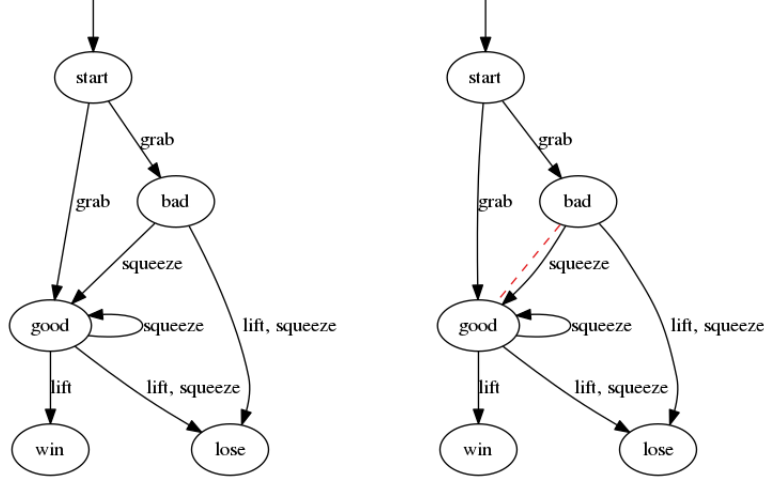 start
grab
grab
bad
squeeze
good
squeeze
lift, squeeze
lift
lift, squeeze
win
lose
start
grab
grab
bad
squeeze
good
squeeze
lift, squeeze
lift
lift, squeeze
win
lose